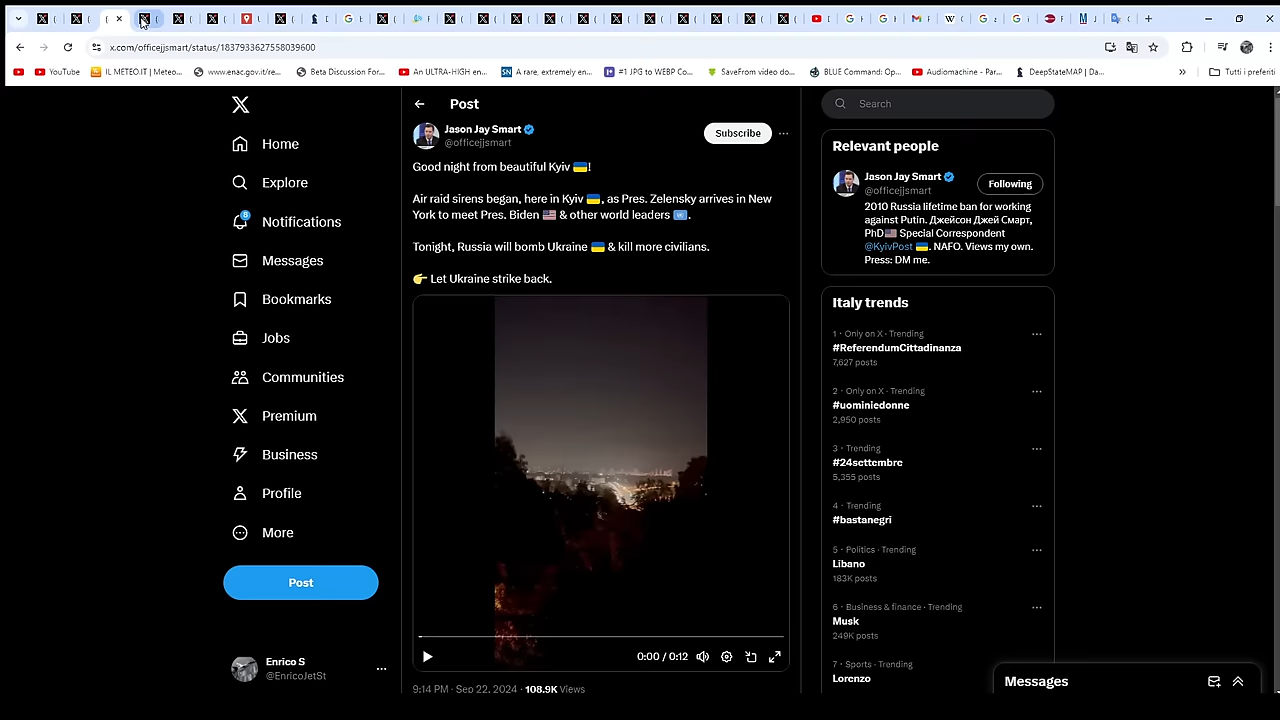 x.com/officejjsmart/status/1837933627558039600
YouTube
IL METEO.IT | Meteo...
www.enac.gov.it/re...
Beta Discussion For...
An ULTRA-HIGH en...
A rare, extremely en...
#1 JPG to WEBP Co...
SaveFrom video do...
BLUE Command: Op...
Audiomachine - Par...
DeepStateMAP | Da...
Tutti i preferiti
Home
Explore
8
Notifications
Messages
Bookmarks
Jobs
Communities
Premium
Business
Profile
More
Post
Enrico S
@EnricoJetSt
Post
Jason Jay Smart
@officejjsmart
Subscribe
Good night from beautiful Kyiv 🇺🇦!
Air raid sirens began, here in Kyiv 🇺🇦, as Pres. Zelensky arrives in New
York to meet Pres. Biden 🇺🇸 & other world leaders 🇺🇳.
Tonight, Russia will bomb Ukraine 🇺🇦 & kill more civilians.
👉 Let Ukraine strike back.
0:00 / 0:12
9:14 PM · Sep 22, 2024 · 108.9K Views
Search
Relevant people
Jason Jay Smart
@officejjsmart
Following
2010 Russia lifetime ban for working
against Putin. Джейсон Джей Смарт,
PhD🇺🇸 Special Correspondent
@KyivPost 🇺🇦. NAFO. Views my own.
Press: DM me.
Italy trends
1 · Only on X · Trending
#ReferendumCittadinanza
7,627 posts
2 · Only on X · Trending
#uominiedonne
2,950 posts
3 · Trending
#24settembre
5,355 posts
4 · Trending
#bastanegri
5 · Politics · Trending
Libano
183K posts
6 · Business & finance · Trending
Musk
249K posts
7 · Sports · Trending
Lorenzo
Messages